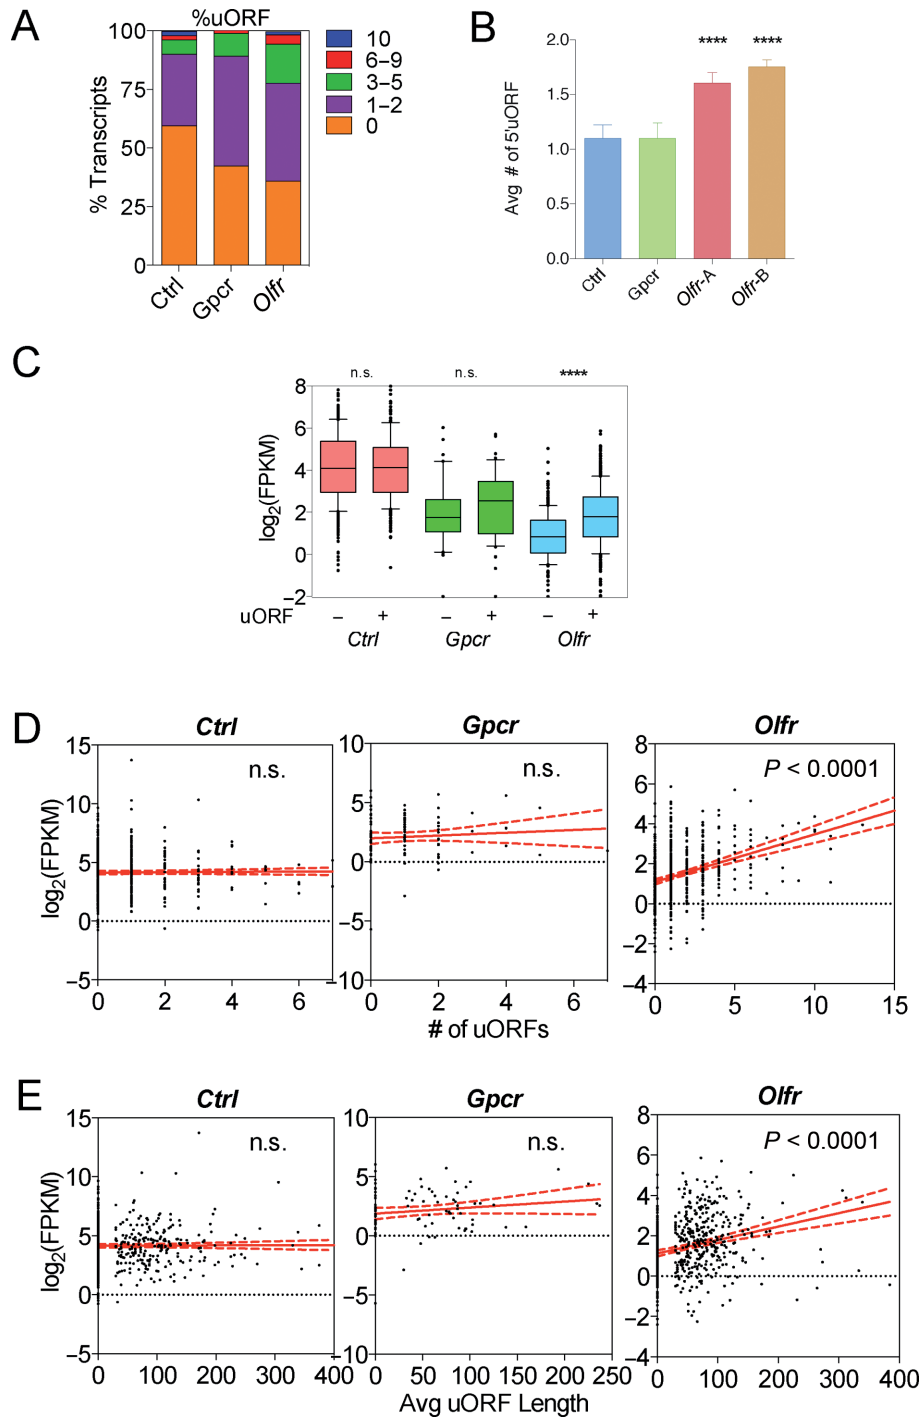 A
%uORF
% Transcripts
100
75
50
25
0
Ctrl
Gpcr
Olfr
10
6–9
3–5
1–2
0
B
Avg # of 5'uORF
2.0
1.5
1.0
0.5
0.0
**** ****
Ctrl
Gpcr
Olfr-A
Olfr-B
C
n.s. n.s. ****
log2(FPKM)
8
6
4
2
0
–2
uORF – + – + – +
Ctrl Gpcr Olfr
D
Ctrl
n.s.
log2(FPKM)
15
10
5
0
–5
0 2 4 6
Gpcr
n.s.
10
5
0
–5
–10
0 2 4 6
Olfr
P < 0.0001
8
6
4
2
0
–2
–4
0 5 10 15
# of uORFs
E
Ctrl
n.s.
log2(FPKM)
15
10
5
0
–5
0 100 200 300 400
Gpcr
n.s.
10
5
0
–5
–10
0 50 100 150 200 250
Olfr
P < 0.0001
8
6
4
2
0
–2
–4
0 100 200 300 400
Avg uORF Length